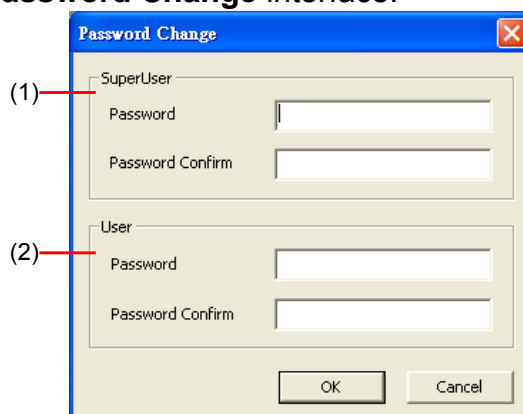 assword Change interface.
Password Change
SuperUser
(1)
Password
Password Confirm
User
(2)
Password
Password Confirm
OK Cancel